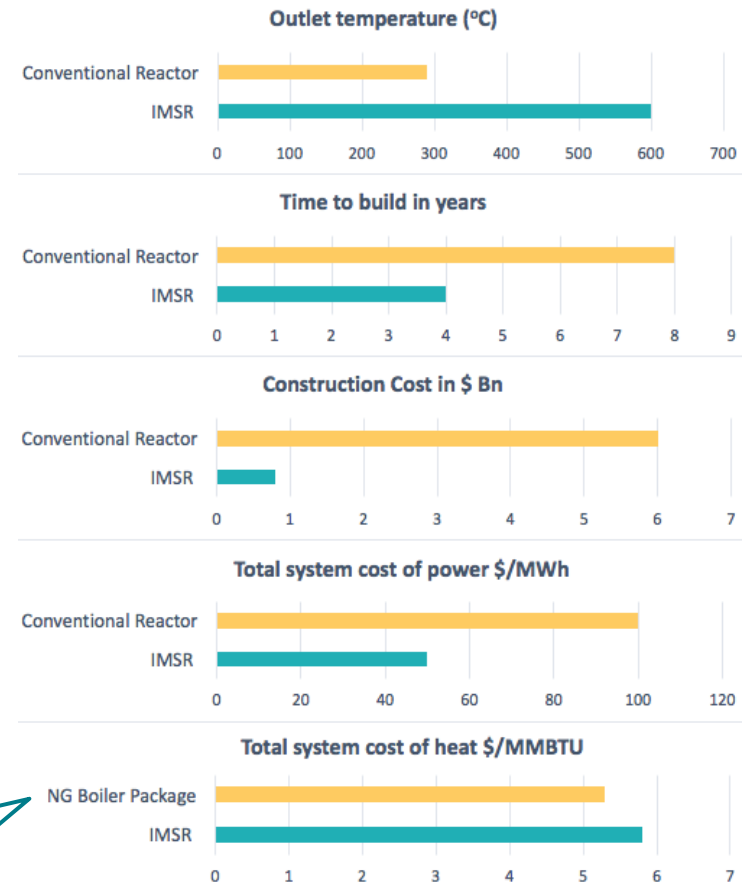 Outlet temperature (°C)
Conventional Reactor
IMSR
0 100 200 300 400 500 600 700
Time to build in years
Conventional Reactor
IMSR
0 1 2 3 4 5 6 7 8 9
Construction Cost in $ Bn
Conventional Reactor
IMSR
0 1 2 3 4 5 6 7
Total system cost of power $/MWh
Conventional Reactor
IMSR
0 20 40 60 80 100 120
Total system cost of heat $/MMBTU
NG Boiler Package
IMSR
0 1 2 3 4 5 6 7